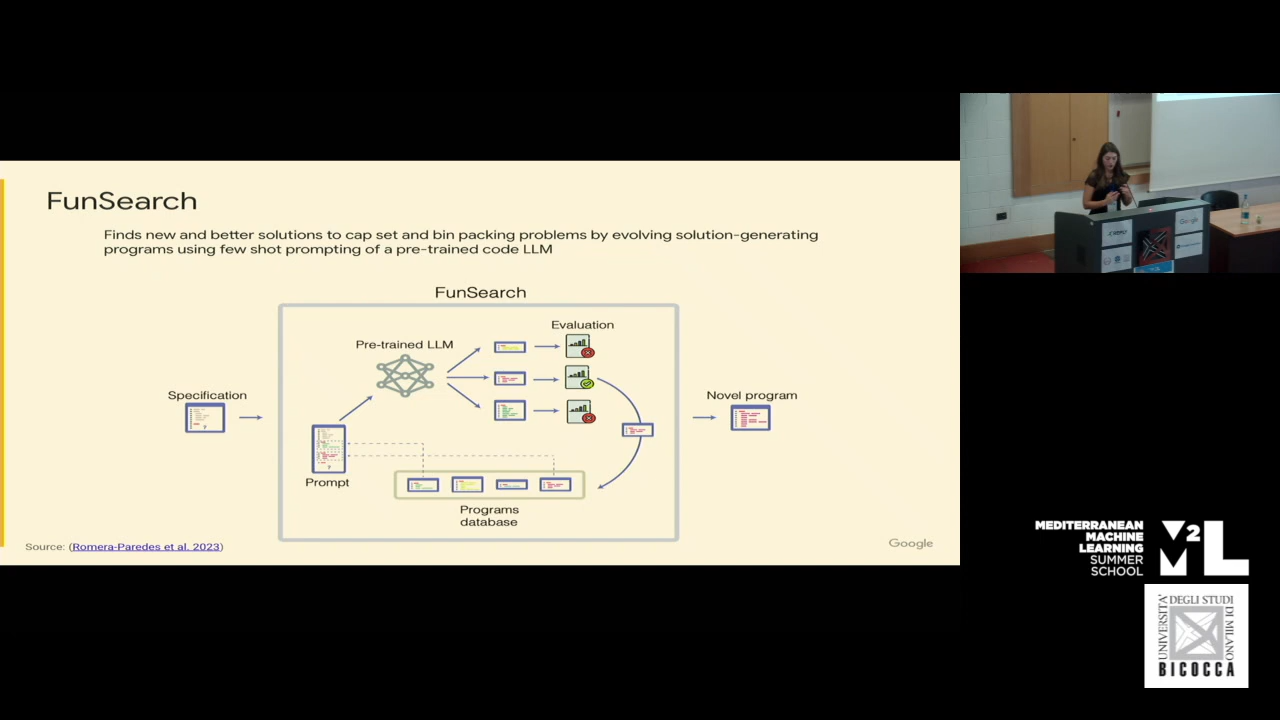 FunSearch
Finds new and better solutions to cap set and bin packing problems by evolving solution-generating
programs using few shot prompting of a pre-trained code LLM
FunSearch
Evaluation
Pre-trained LLM
Specification
Novel program
Prompt
Programs
database
Source: (Romera-Paredes et al. 2023)
Google
Google
MEDITERRANEAN
MACHINE
LEARNING
SUMMER
SCHOOL
M2L
UNIVERSITA'
DEGLI STUDI
DI MILANO
BICOCCA